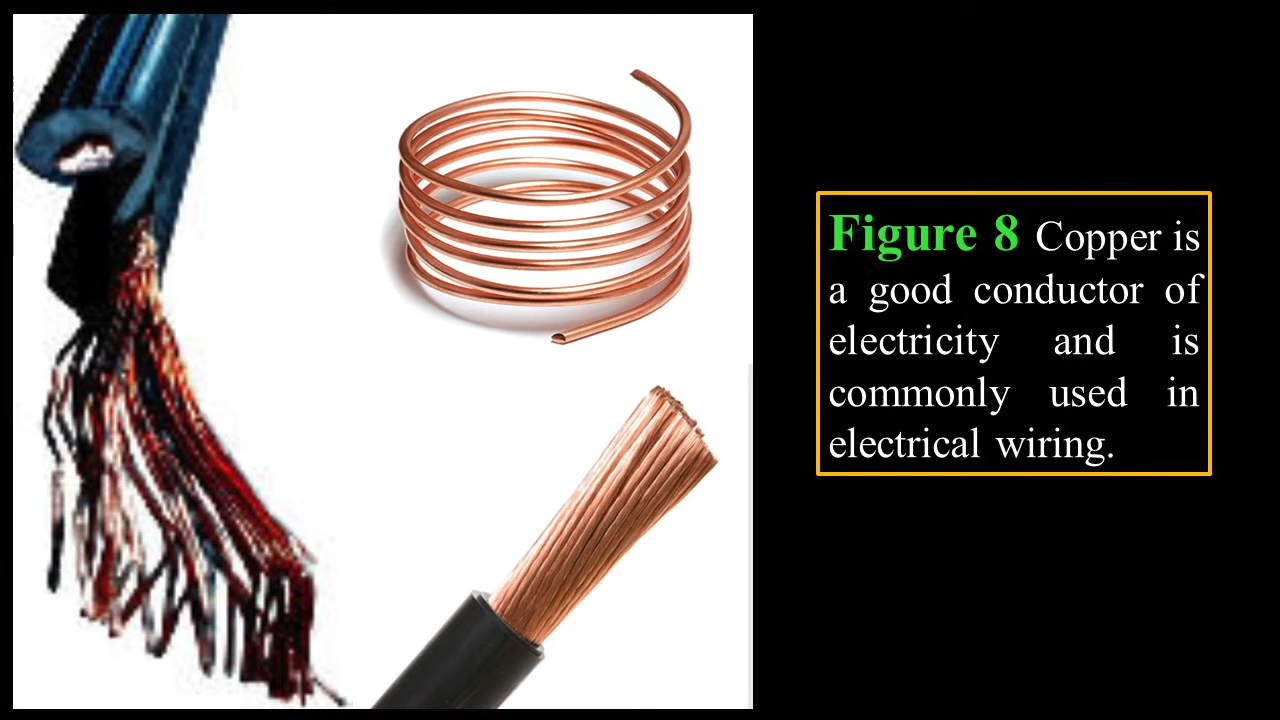 Figure 8 Copper is
a good conductor of
electricity and is
commonly used in
electrical wiring.